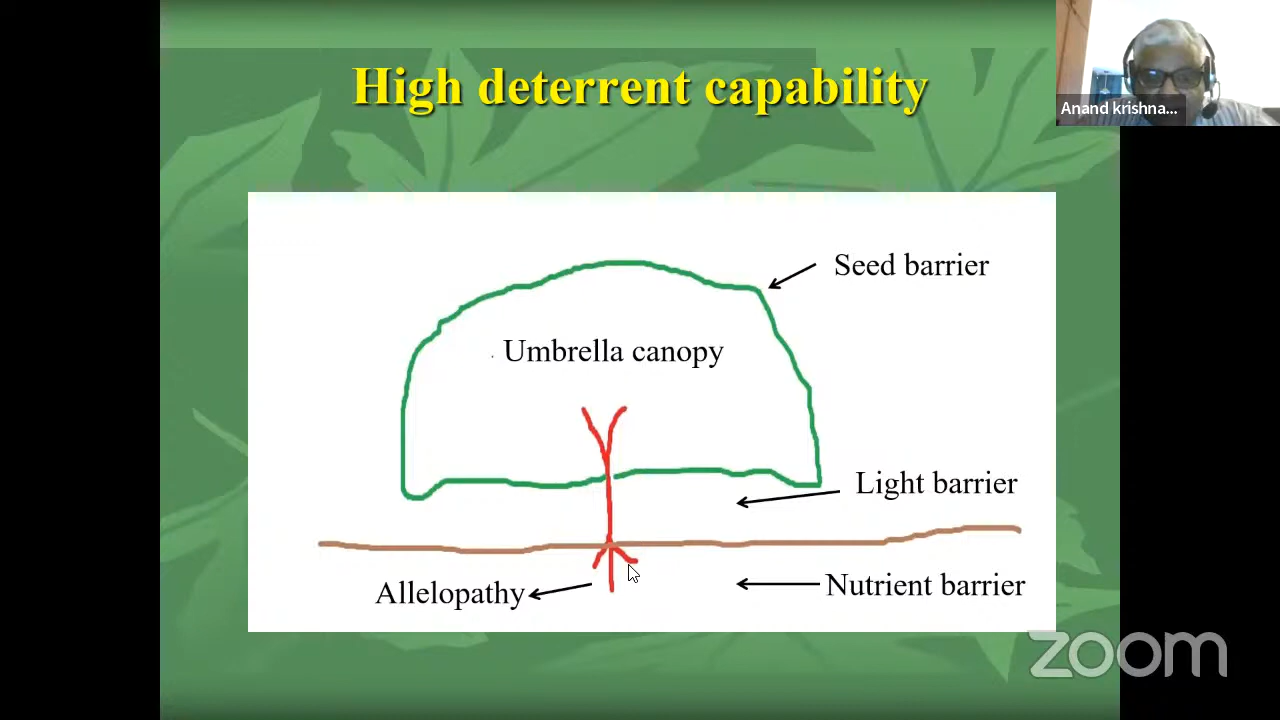 High deterrent capability
Anand krishna...
Seed barrier
Umbrella canopy
Light barrier
Allelopathy
Nutrient barrier
zoom